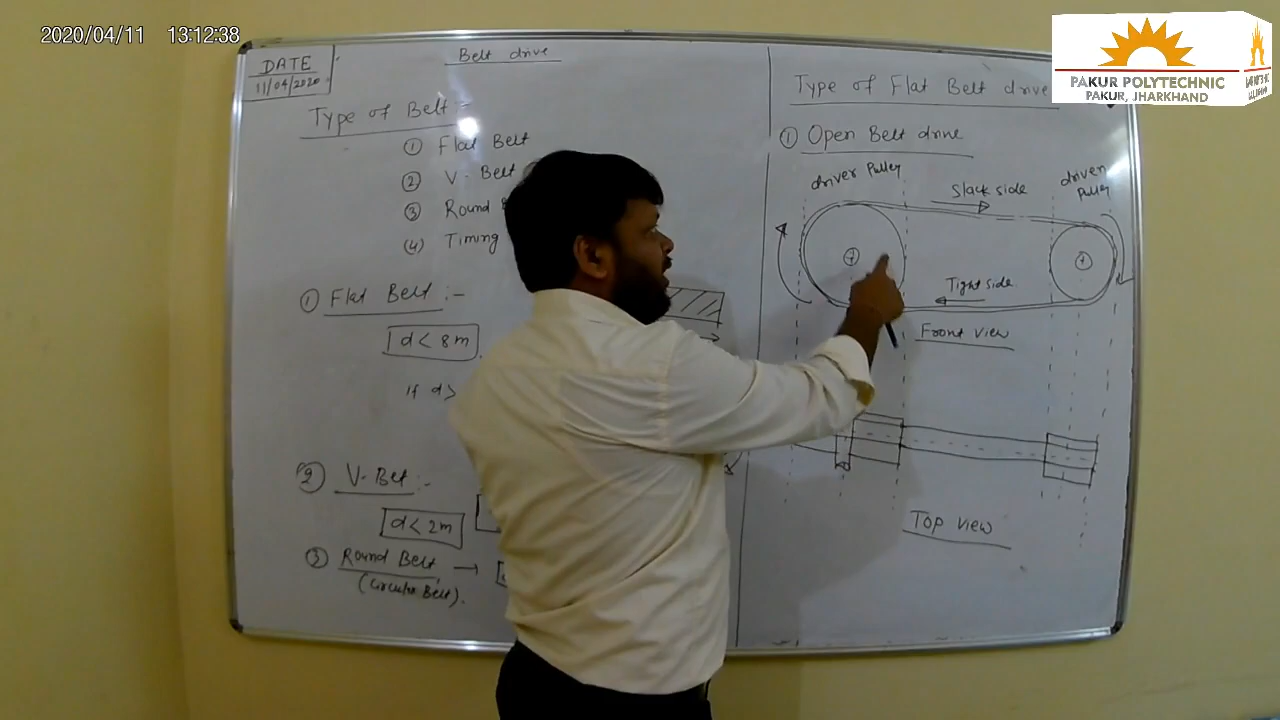 2020/04/11 13:12:38
PAKUR POLYTECHNIC
PAKUR, JHARKHAND
DATE
11/04/2020
Belt drive
Type of Belt :-
① Flat Belt
② V- Belt
③ Round
(4) Timing
① Flat Belt :-
d < 8m
if d >
② V- Belt :-
d < 2m
③ Round Belt →
(Circular Belt).
Type of Flat Belt drive
① Open Belt drive
driver Pulley
Slack side
driven
Pulley
Tight side
Front view
Top view